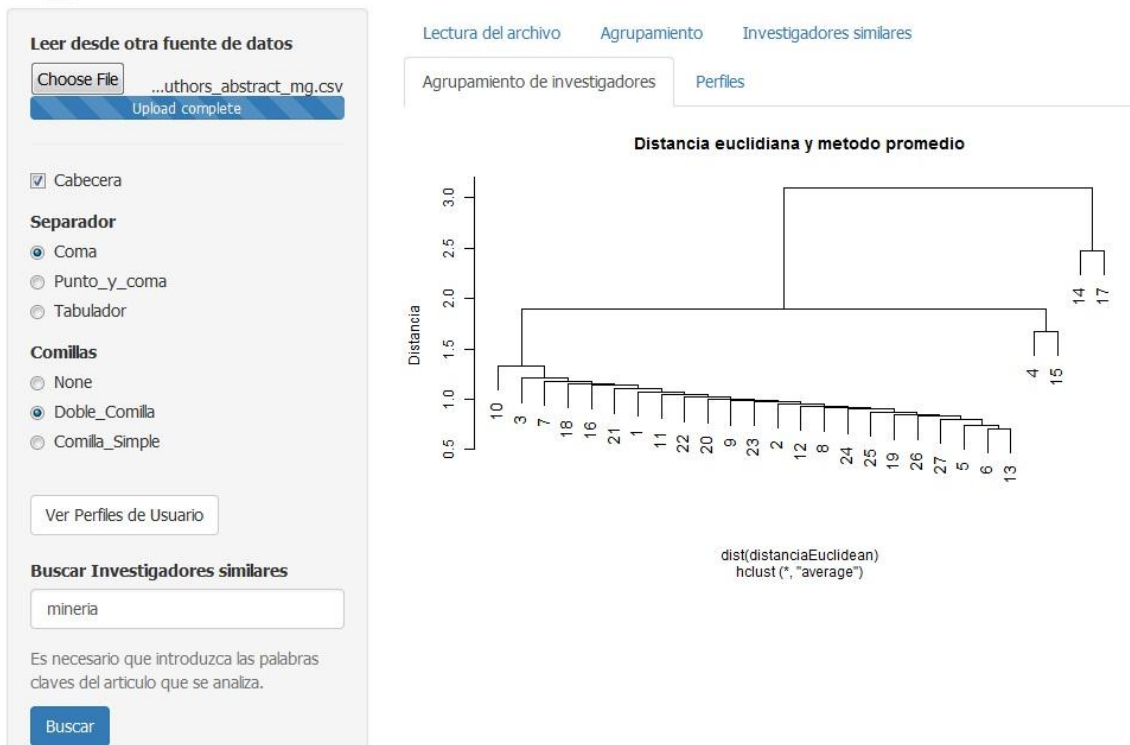 Leer desde otra fuente de datos
Choose File ...uthors_abstract_mg.csv
Upload complete
Cabecera
Separador
Coma
Punto_y_coma
Tabulador
Comillas
None
Doble_Comilla
Comilla_Simple
Ver Perfiles de Usuario
Buscar Investigadores similares
mineria
Es necesario que introduzca las palabras
claves del articulo que se analiza.
Buscar
Lectura del archivo Agrupamiento Investigadores similares
Agrupamiento de investigadores Perfiles
Distancia euclidiana y metodo promedio
Distancia
3.0
2.5
2.0
1.5
1.0
0.5
10 3 7 18 16 21 1 11 22 20 9 23 2 12 8 24 25 19 26 27 5 6 13 4 15 14 17
dist(distanciaEuclidean)
hclust (*, "average")